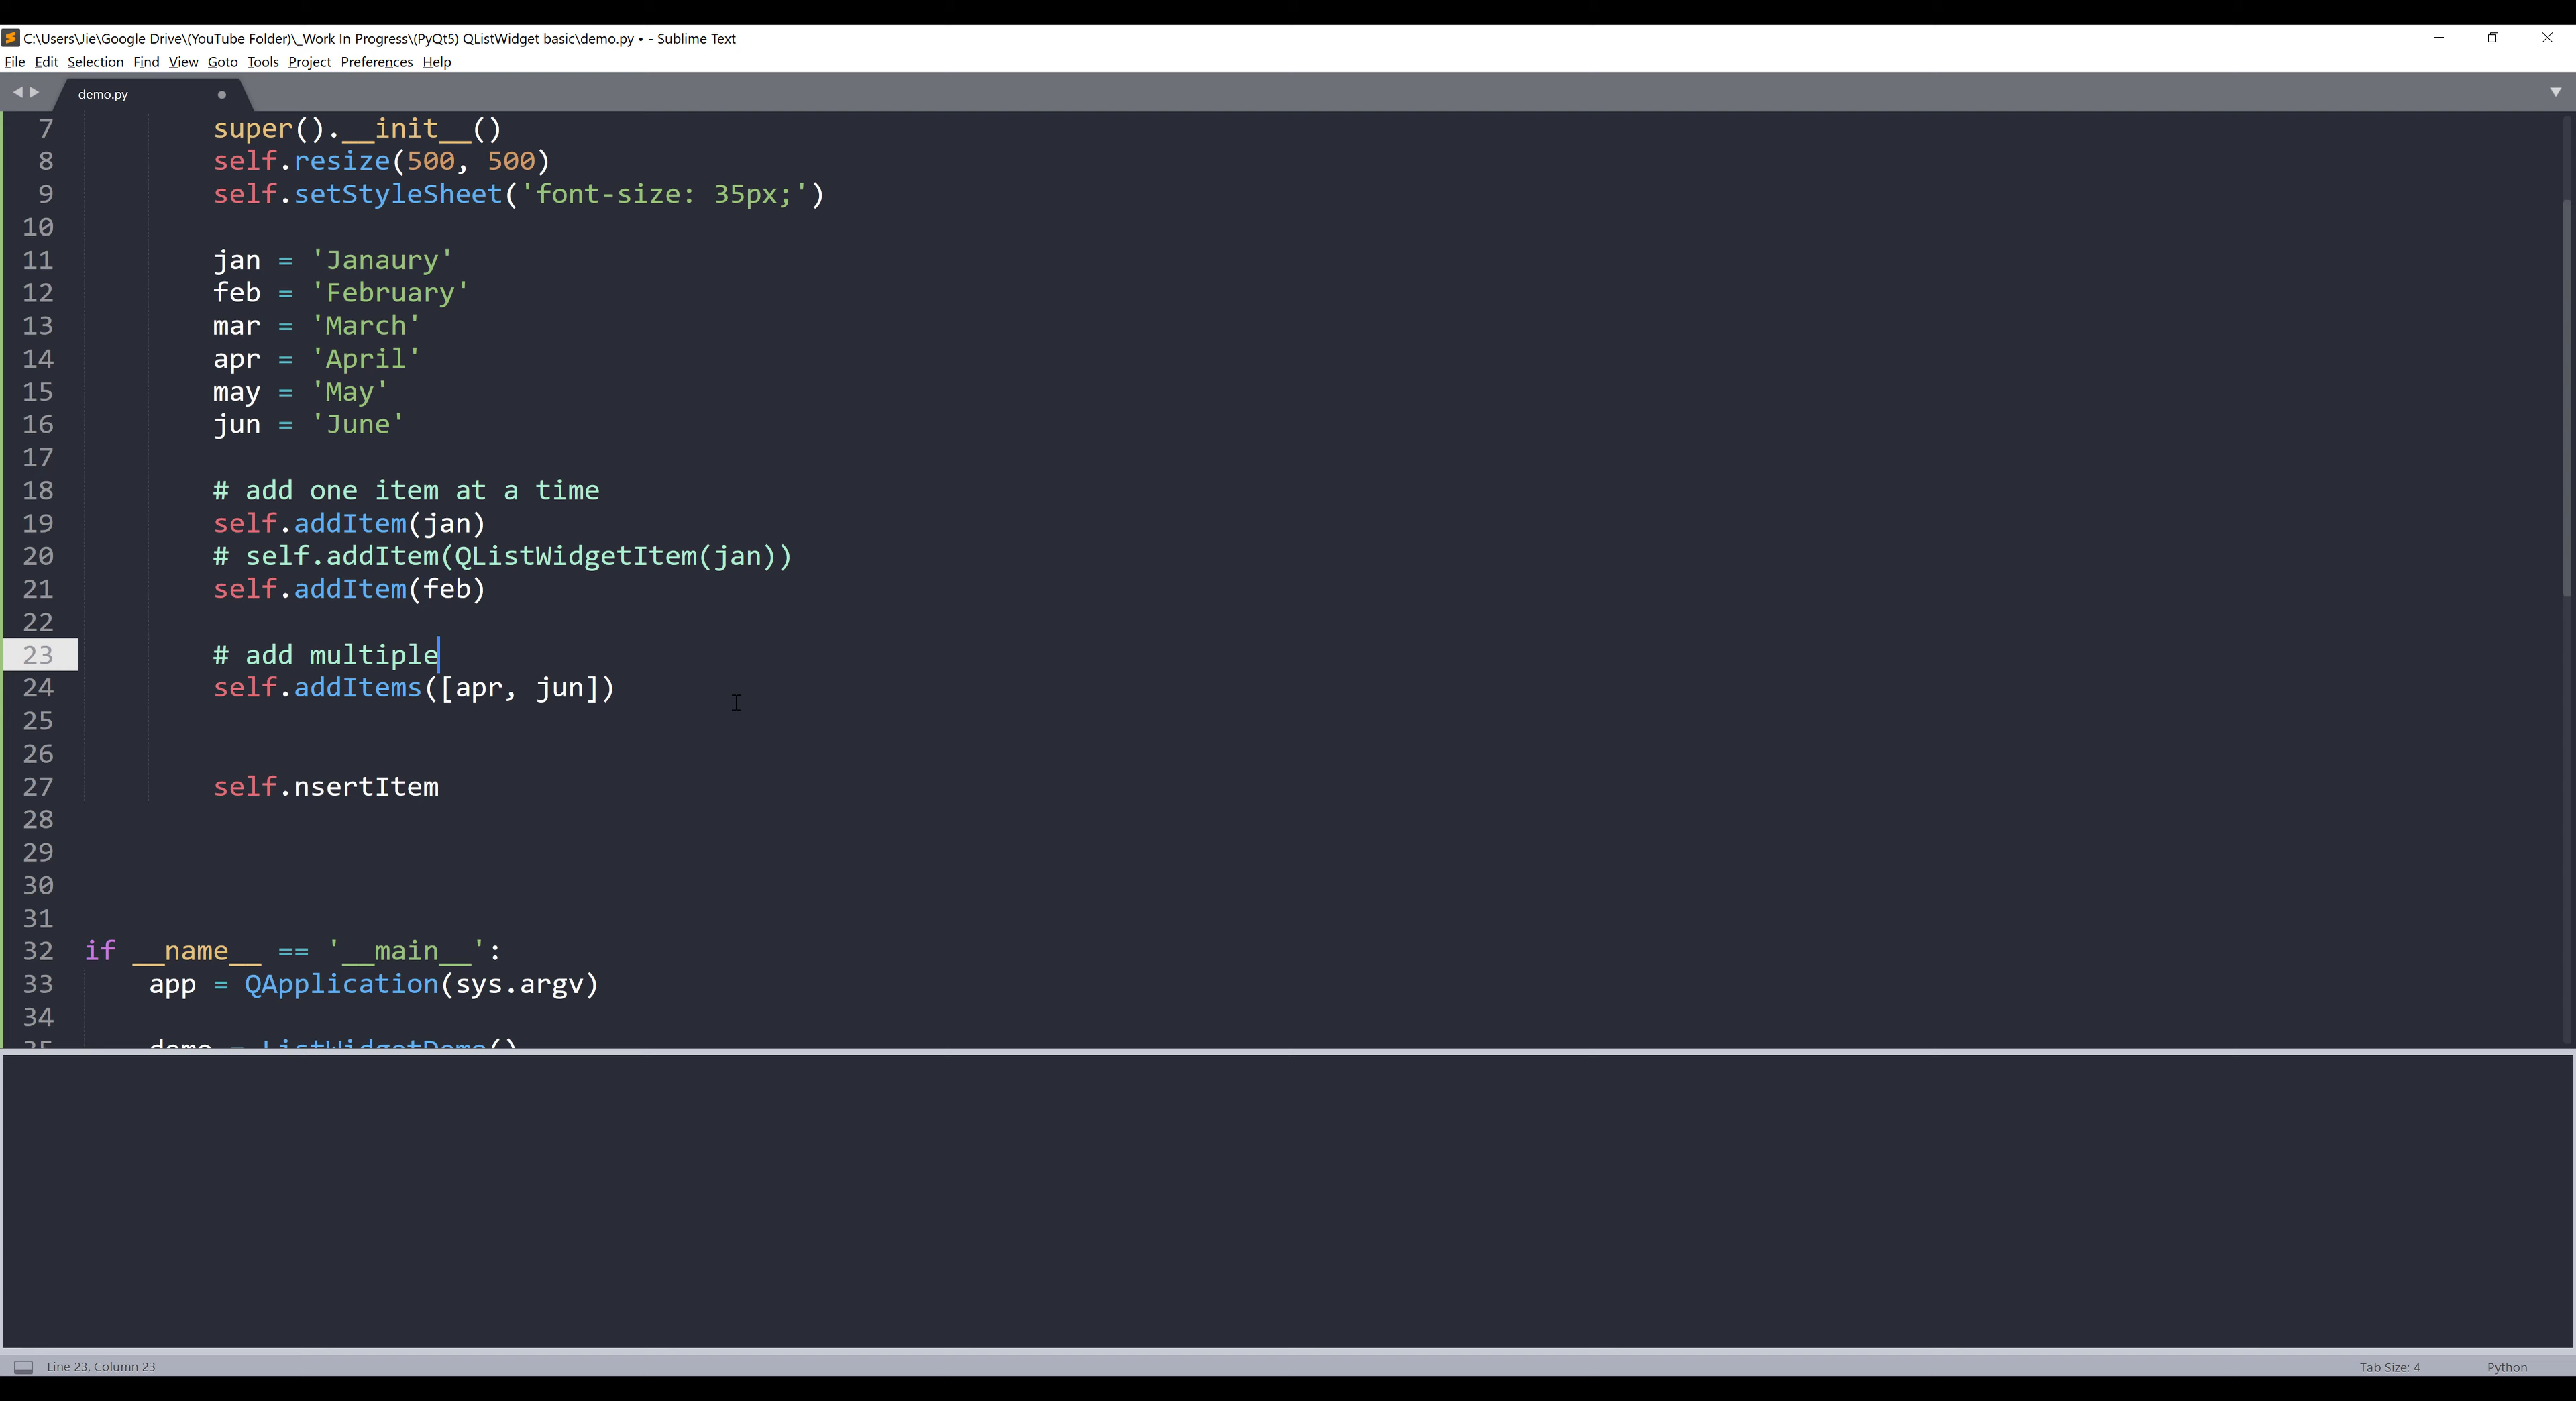 C:\Users\Jie\Google Drive\(YouTube Folder)\_Work In Progress\(PyQt5) QListWidget basic\demo.py • - Sublime Text
File Edit Selection Find View Goto Tools Project Preferences Help
demo.py
7 super().__init__()
8 self.resize(500, 500)
9 self.setStyleSheet('font-size: 35px;')
10
11 jan = 'Janaury'
12 feb = 'February'
13 mar = 'March'
14 apr = 'April'
15 may = 'May'
16 jun = 'June'
17
18 # add one item at a time
19 self.addItem(jan)
20 # self.addItem(QListWidgetItem(jan))
21 self.addItem(feb)
22
23 # add multiple
24 self.addItems([apr, jun])
25
26
27 self.nsertItem
28
29
30
31
32 if __name__ == '__main__':
33 app = QApplication(sys.argv)
34
35 demo = ListWidgetDemo()
Line 23, Column 23 Tab Size: 4 Python